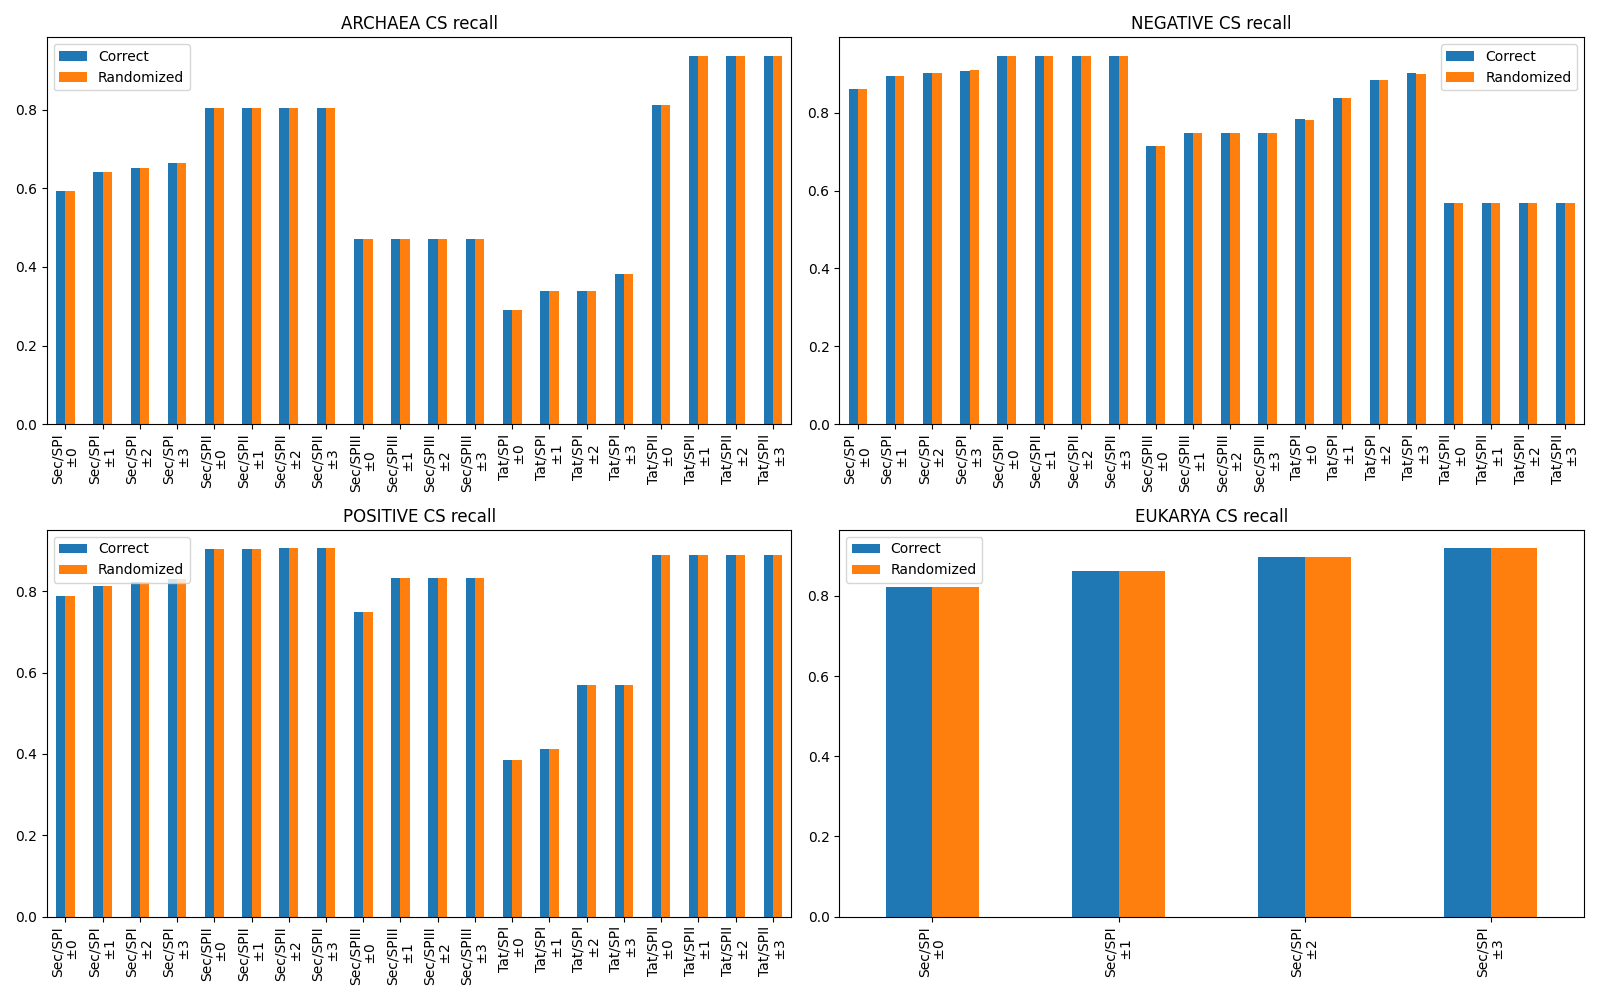 ARCHAEA CS recall
Correct
Randomized
0.8
0.6
0.4
0.2
0.0
Sec/SPI
±0
Sec/SPI
±1
Sec/SPI
±2
Sec/SPI
±3
Sec/SPII
±0
Sec/SPII
±1
Sec/SPII
±2
Sec/SPII
±3
Sec/SPIII
±0
Sec/SPIII
±1
Sec/SPIII
±2
Sec/SPIII
±3
Tat/SPI
±0
Tat/SPI
±1
Tat/SPI
±2
Tat/SPI
±3
Tat/SPII
±0
Tat/SPII
±1
Tat/SPII
±2
Tat/SPII
±3
NEGATIVE CS recall
Correct
Randomized
0.8
0.6
0.4
0.2
0.0
Sec/SPI
±0
Sec/SPI
±1
Sec/SPI
±2
Sec/SPI
±3
Sec/SPII
±0
Sec/SPII
±1
Sec/SPII
±2
Sec/SPII
±3
Sec/SPIII
±0
Sec/SPIII
±1
Sec/SPIII
±2
Sec/SPIII
±3
Tat/SPI
±0
Tat/SPI
±1
Tat/SPI
±2
Tat/SPI
±3
Tat/SPII
±0
Tat/SPII
±1
Tat/SPII
±2
Tat/SPII
±3
POSITIVE CS recall
Correct
Randomized
0.8
0.6
0.4
0.2
0.0
Sec/SPI
±0
Sec/SPI
±1
Sec/SPI
±2
Sec/SPI
±3
Sec/SPII
±0
Sec/SPII
±1
Sec/SPII
±2
Sec/SPII
±3
Sec/SPIII
±0
Sec/SPIII
±1
Sec/SPIII
±2
Sec/SPIII
±3
Tat/SPI
±0
Tat/SPI
±1
Tat/SPI
±2
Tat/SPI
±3
Tat/SPII
±0
Tat/SPII
±1
Tat/SPII
±2
Tat/SPII
±3
EUKARYA CS recall
Correct
Randomized
0.8
0.6
0.4
0.2
0.0
Sec/SPI
±0
Sec/SPI
±1
Sec/SPI
±2
Sec/SPI
±3